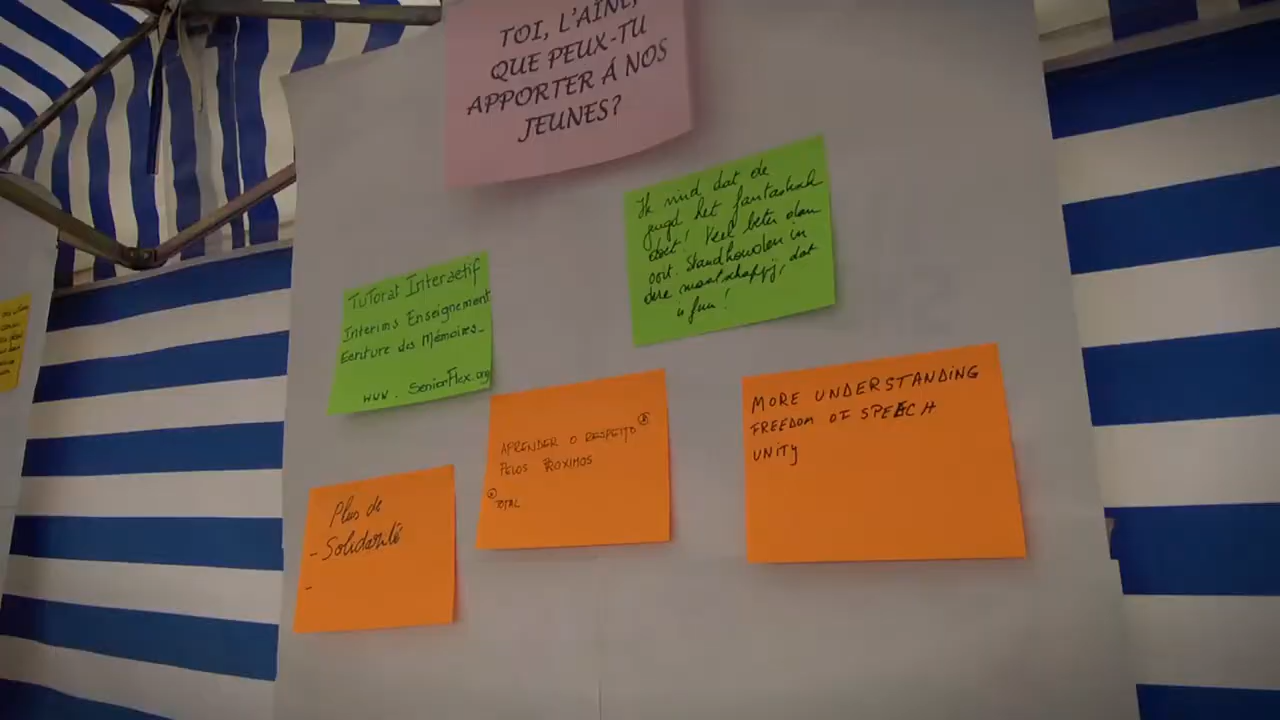 TOI, L'AÎNÉ,
QUE PEUX-TU
APPORTER Á NOS
JEUNES?
Ik vind dat de
jeugd het fantastisch
doet! Veel beter dan
ooit. Standhouden in
deze maatschappij, dat
is fun!
TUTORAT INTERACTIF
Interims Enseignement
Ecriture des Mémoires_
www. SeniorFlex.org
APRENDER O RESPEITO ⓧ
PELOS PROXIMOS
ⓧ
TOTAL
MORE UNDERSTANDING
FREEDOM OF SPEECH
UNITY
Plus de
- Solidarité
-